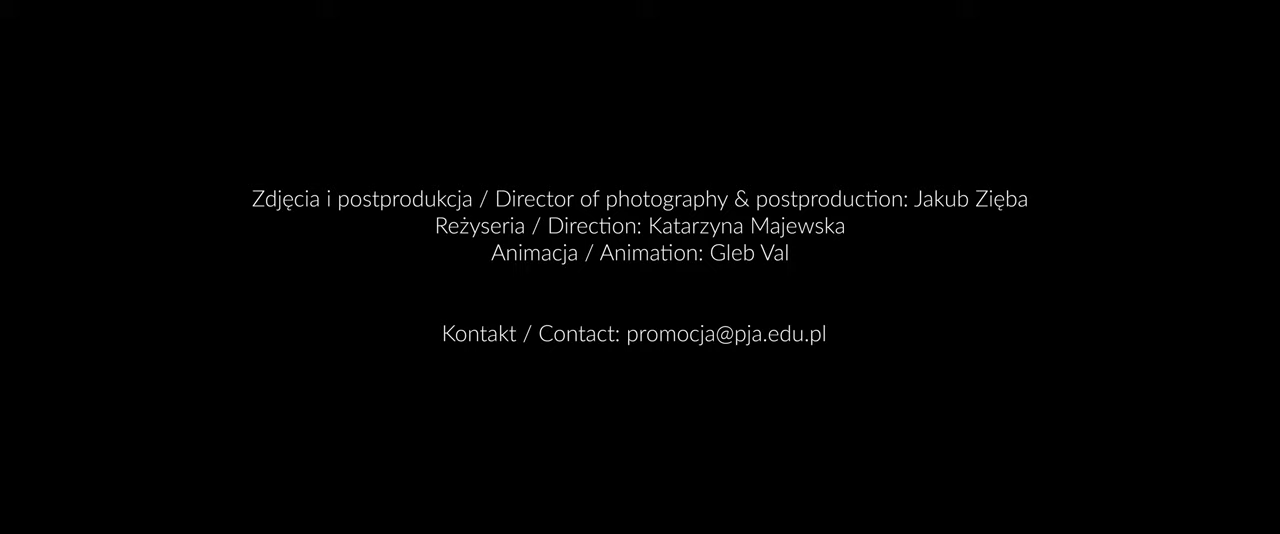 Zdjęcia i postprodukcja / Director of photography & postproduction: Jakub Zięba
Reżyseria / Direction: Katarzyna Majewska
Animacja / Animation: Gleb Val
Kontakt / Contact: promocja@pja.edu.pl